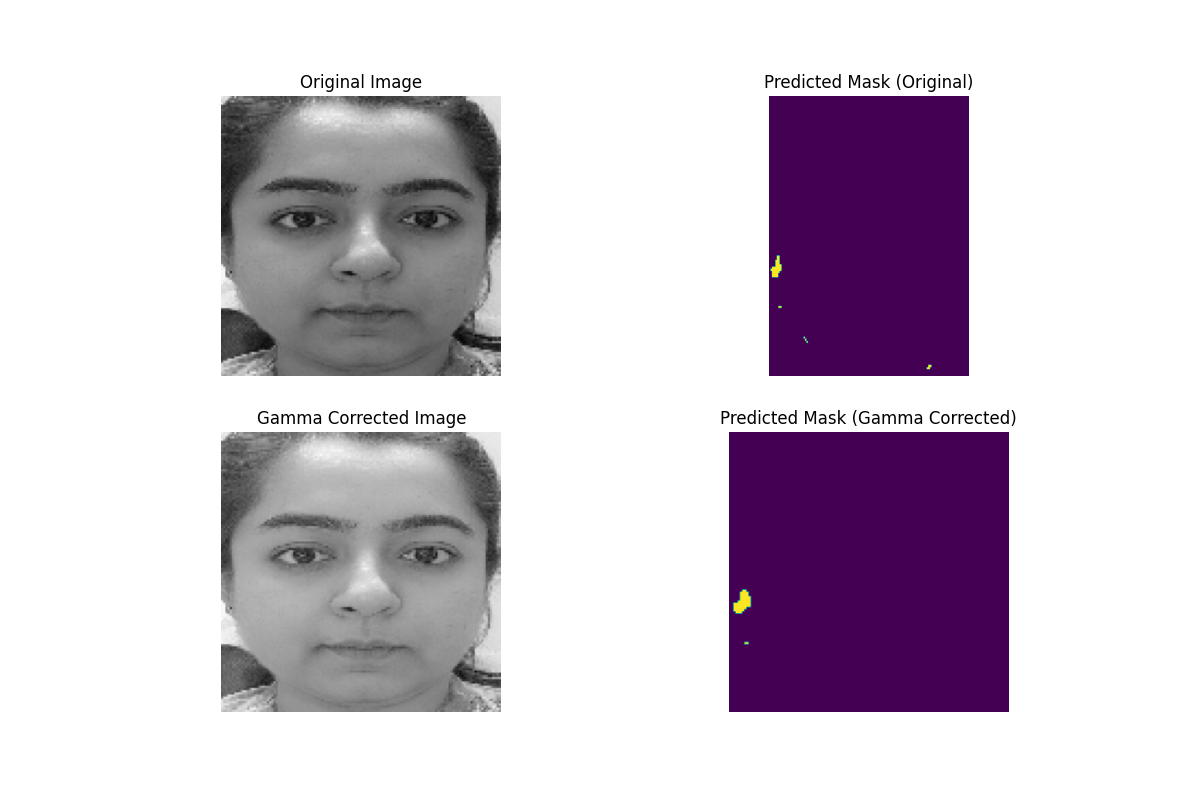 Original Image
Predicted Mask (Original)
Gamma Corrected Image
Predicted Mask (Gamma Corrected)